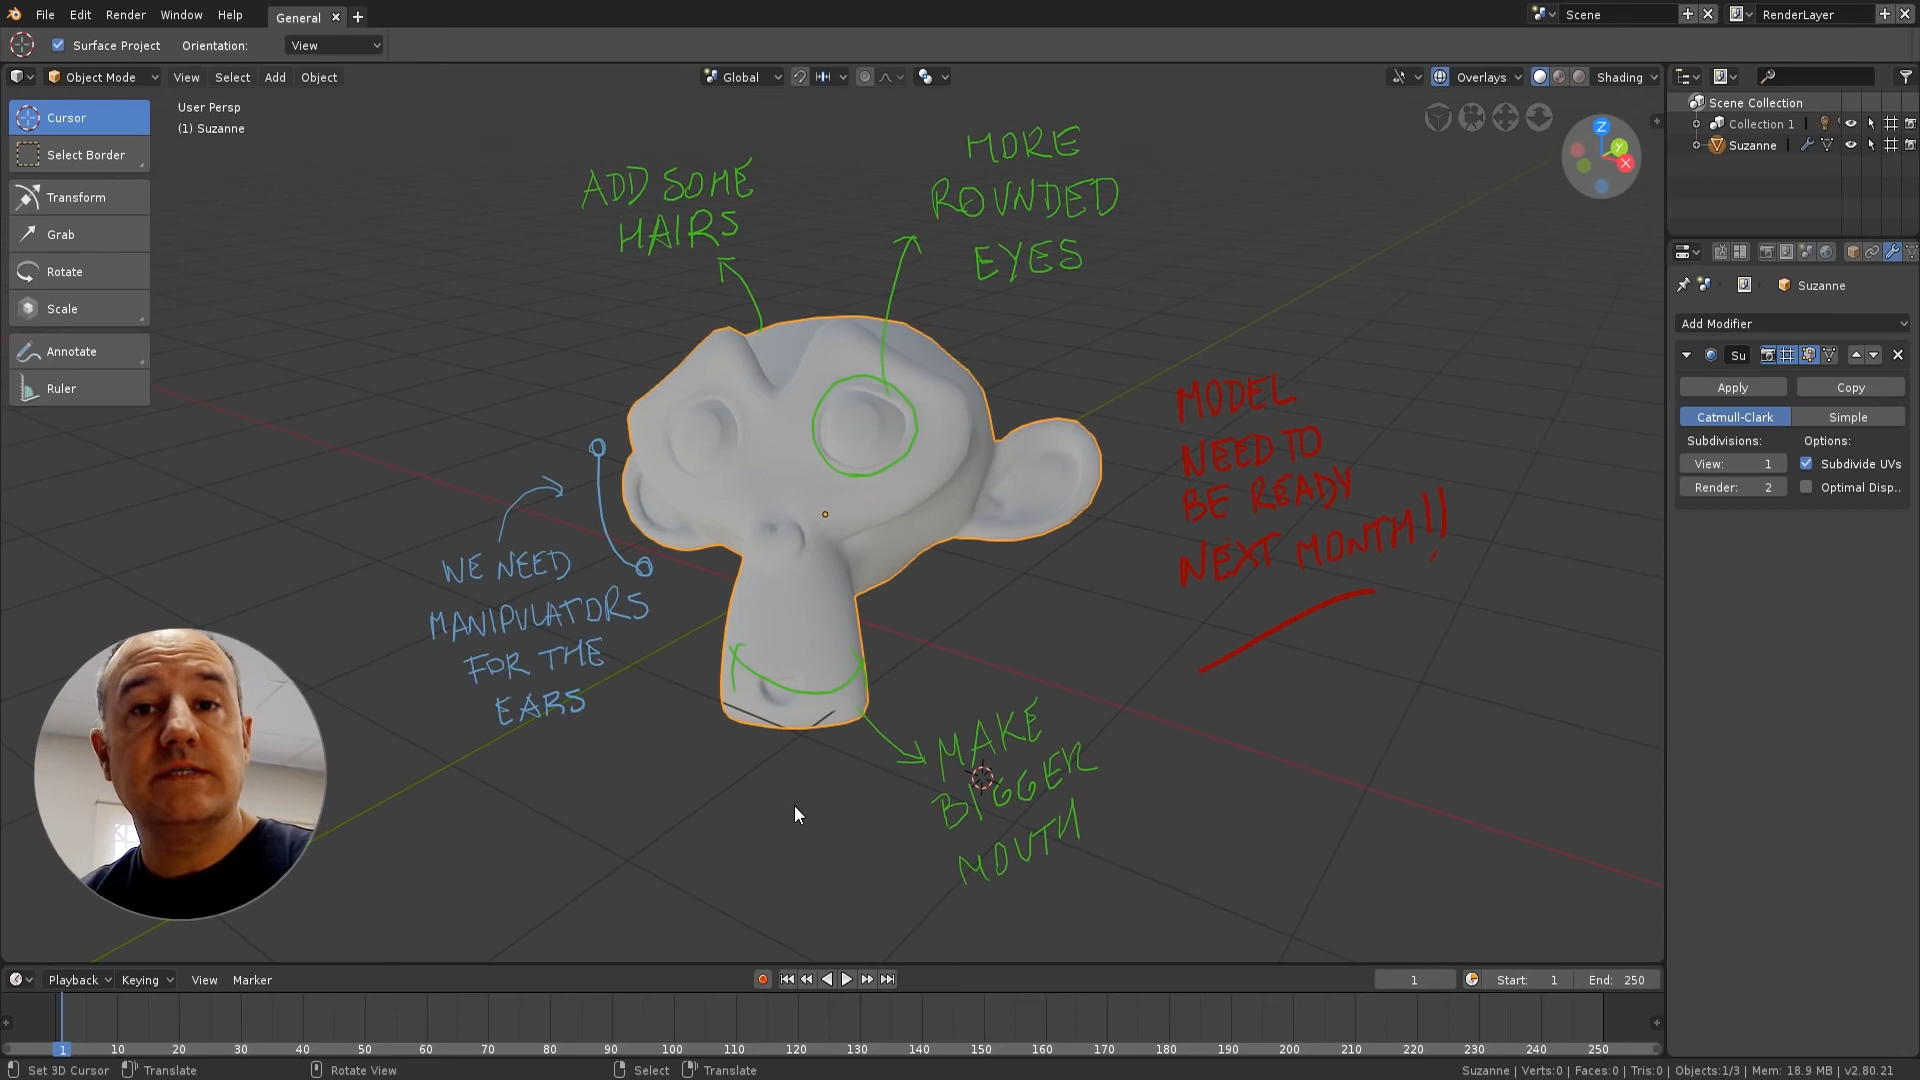 File Edit Render Window Help
General
Scene
RenderLayer
Surface Project Orientation: View
Object Mode View Select Add Object
Global
Overlays Shading
Cursor
Select Border
Transform
Grab
Rotate
Scale
Annotate
Ruler
User Persp
(1) Suzanne
ADD SOME
HAIRS
MORE
ROUNDED
EYES
MODEL
NEED TO
BE READY
NEXT MONTH!!
WE NEED
MANIPULATORS
FOR THE
EARS
MAKE
BIGGER
MOUTH
Z
Y
X
Scene Collection
Collection 1
Suzanne
Suzanne
Add Modifier
Su
Apply Copy
Catmull-Clark Simple
Subdivisions: Options:
View: 1 Subdivide UVs
Render: 2 Optimal Disp..
Playback Keying View Marker
1 Start: 1 End: 250
1 10 20 30 40 50 60 70 80 90 100 110 120 130 140 150 160 170 180 190 200 210 220 230 240 250
Set 3D Cursor Translate Rotate View Select Translate
Suzanne | Verts:0 | Faces:0 | Tris:0 | Objects:1/3 | Mem: 18.9 MB | v2.80.21